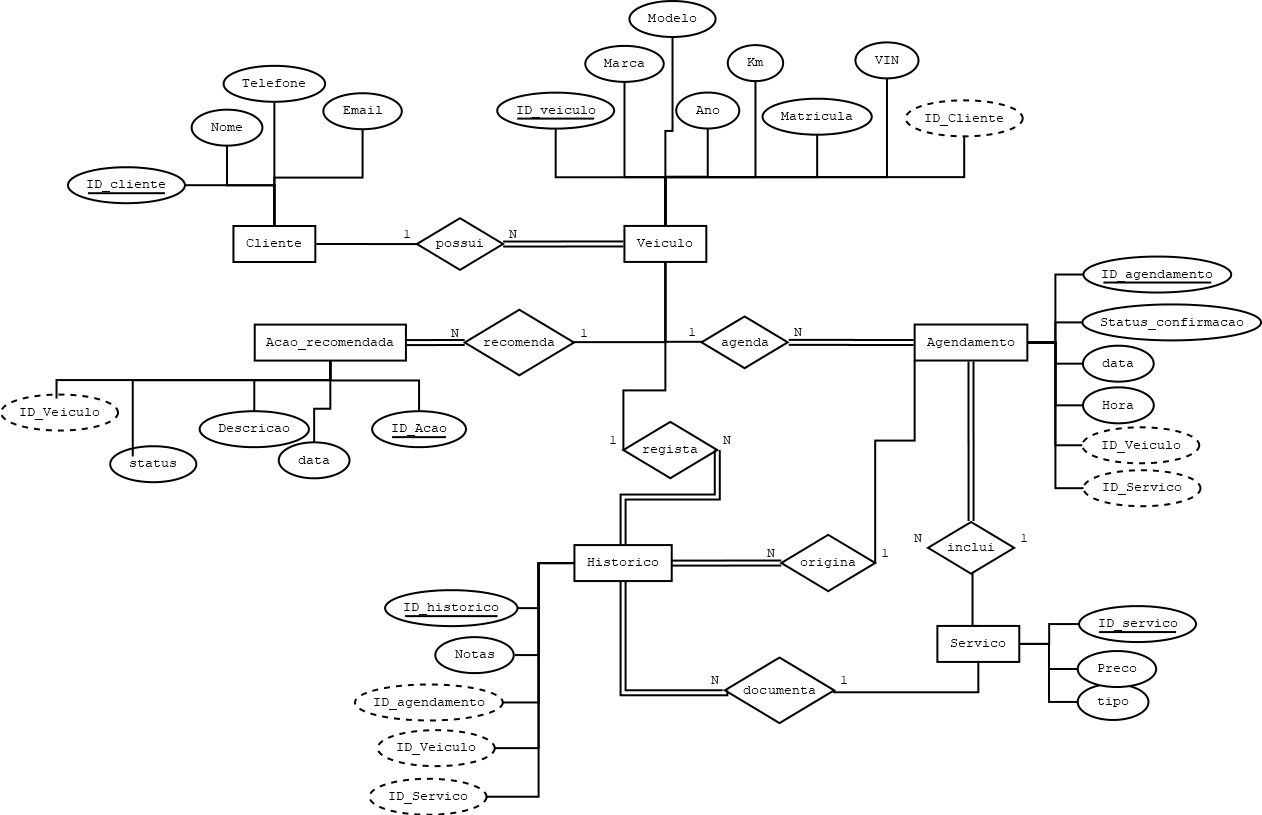 Modelo
Marca
Km
VIN
Telefone
ID_veiculo
Ano
Email
Matricula
ID_Cliente
Nome
ID_cliente
Cliente
1
possui
N
Veiculo
ID_agendamento
Status_confirmacao
Acao_recomendada
N
recomenda
1
1
agenda
N
Agendamento
data
Hora
ID_Veiculo
Descricao
ID_Acao
status
data
1
regista
N
ID_Veiculo
ID_Servico
N
inclui
1
Historico
N
origina
1
ID_historico
Notas
ID_agendamento
ID_Veiculo
ID_Servico
N
documenta
1
Servico
ID_servico
Preco
tipo